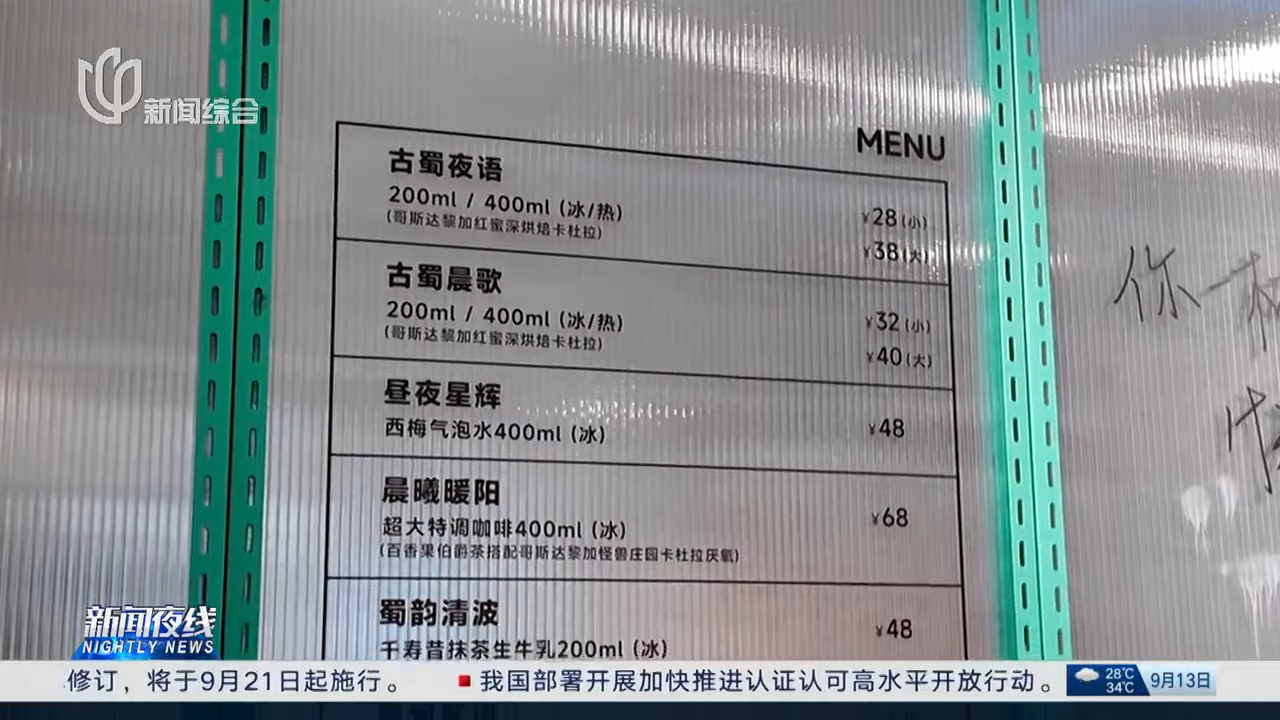 新闻综合
MENU
古蜀夜语
200ml / 400ml (冰/热)
(哥斯达黎加红蜜深烘焙卡杜拉)
¥28(小)
¥38(大)
古蜀晨歌
200ml / 400ml (冰/热)
(哥斯达黎加红蜜深烘焙卡杜拉)
¥32(小)
¥40(大)
昼夜星辉
西梅气泡水400ml (冰)
¥48
晨曦暖阳
超大特调咖啡400ml (冰)
(百香果伯爵茶搭配哥斯达黎加怪兽庄园卡杜拉厌氧)
¥68
蜀韵清波
千寿昔抹茶生牛乳200ml (冰)
¥48
你一
新闻夜线
NIGHTLY NEWS
修订，将于9月21日起施行。 ■ 我国部署开展加快推进认证认可高水平开放行动。
28℃
34℃
9月13日